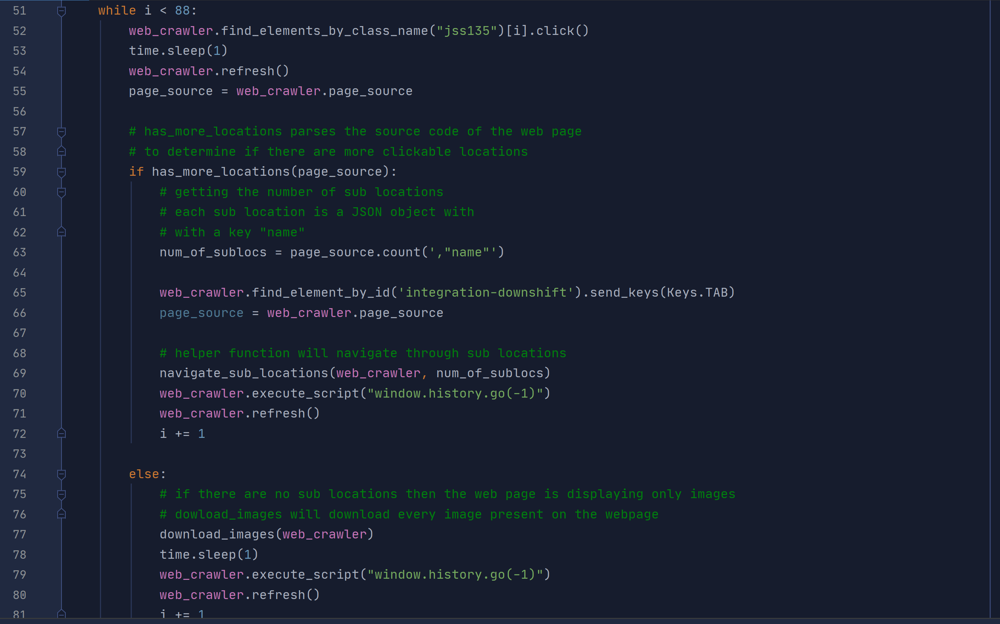 51 while i < 88:
52 web_crawler.find_elements_by_class_name("jss135")[i].click()
53 time.sleep(1)
54 web_crawler.refresh()
55 page_source = web_crawler.page_source
56
57 # has_more_locations parses the source code of the web page
58 # to determine if there are more clickable locations
59 if has_more_locations(page_source):
60 # getting the number of sub locations
61 # each sub location is a JSON object with
62 # with a key "name"
63 num_of_sublocs = page_source.count(',"name"')
64
65 web_crawler.find_element_by_id('integration-downshift').send_keys(Keys.TAB)
66 page_source = web_crawler.page_source
67
68 # helper function will navigate through sub locations
69 navigate_sub_locations(web_crawler, num_of_sublocs)
70 web_crawler.execute_script("window.history.go(-1)")
71 web_crawler.refresh()
72 i += 1
73
74 else:
75 # if there are no sub locations then the web page is displaying only images
76 # dowload_images will download every image present on the webpage
77 download_images(web_crawler)
78 time.sleep(1)
79 web_crawler.execute_script("window.history.go(-1)")
80 web_crawler.refresh()
81 i += 1